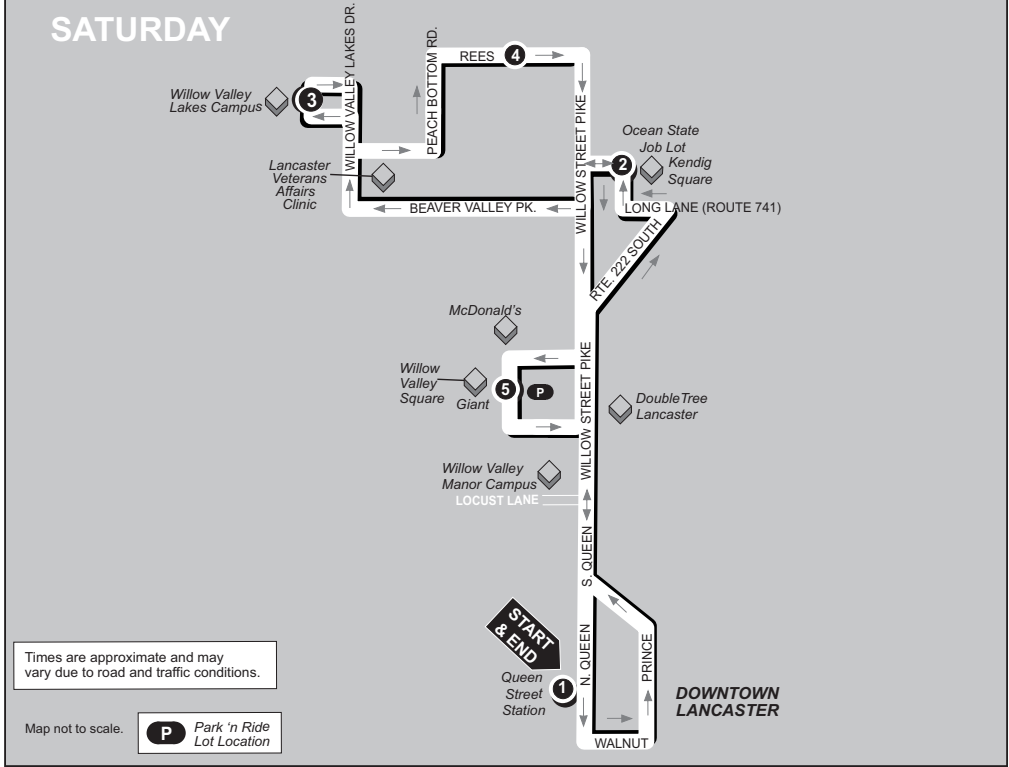 SATURDAY
WILLOW VALLEY LAKES DR.
PEACH BOTTOM RD.
REES
4
Willow Valley
Lakes Campus
3
WILLOW STREET PIKE
Ocean State
Job Lot
Kendig
Square
2
Lancaster
Veterans
Affairs
Clinic
BEAVER VALLEY PK.
LONG LANE (ROUTE 741)
RTE. 222 SOUTH
McDonald's
Willow
Valley
Square
Giant
5
P
WILLOW STREET PIKE
DoubleTree
Lancaster
Willow Valley
Manor Campus
LOCUST LANE
S. QUEEN
START
& END
N. QUEEN
PRINCE
Queen
Street
Station
1
DOWNTOWN
LANCASTER
WALNUT
Times are approximate and may
vary due to road and traffic conditions.
Map not to scale.
P
Park 'n Ride
Lot Location